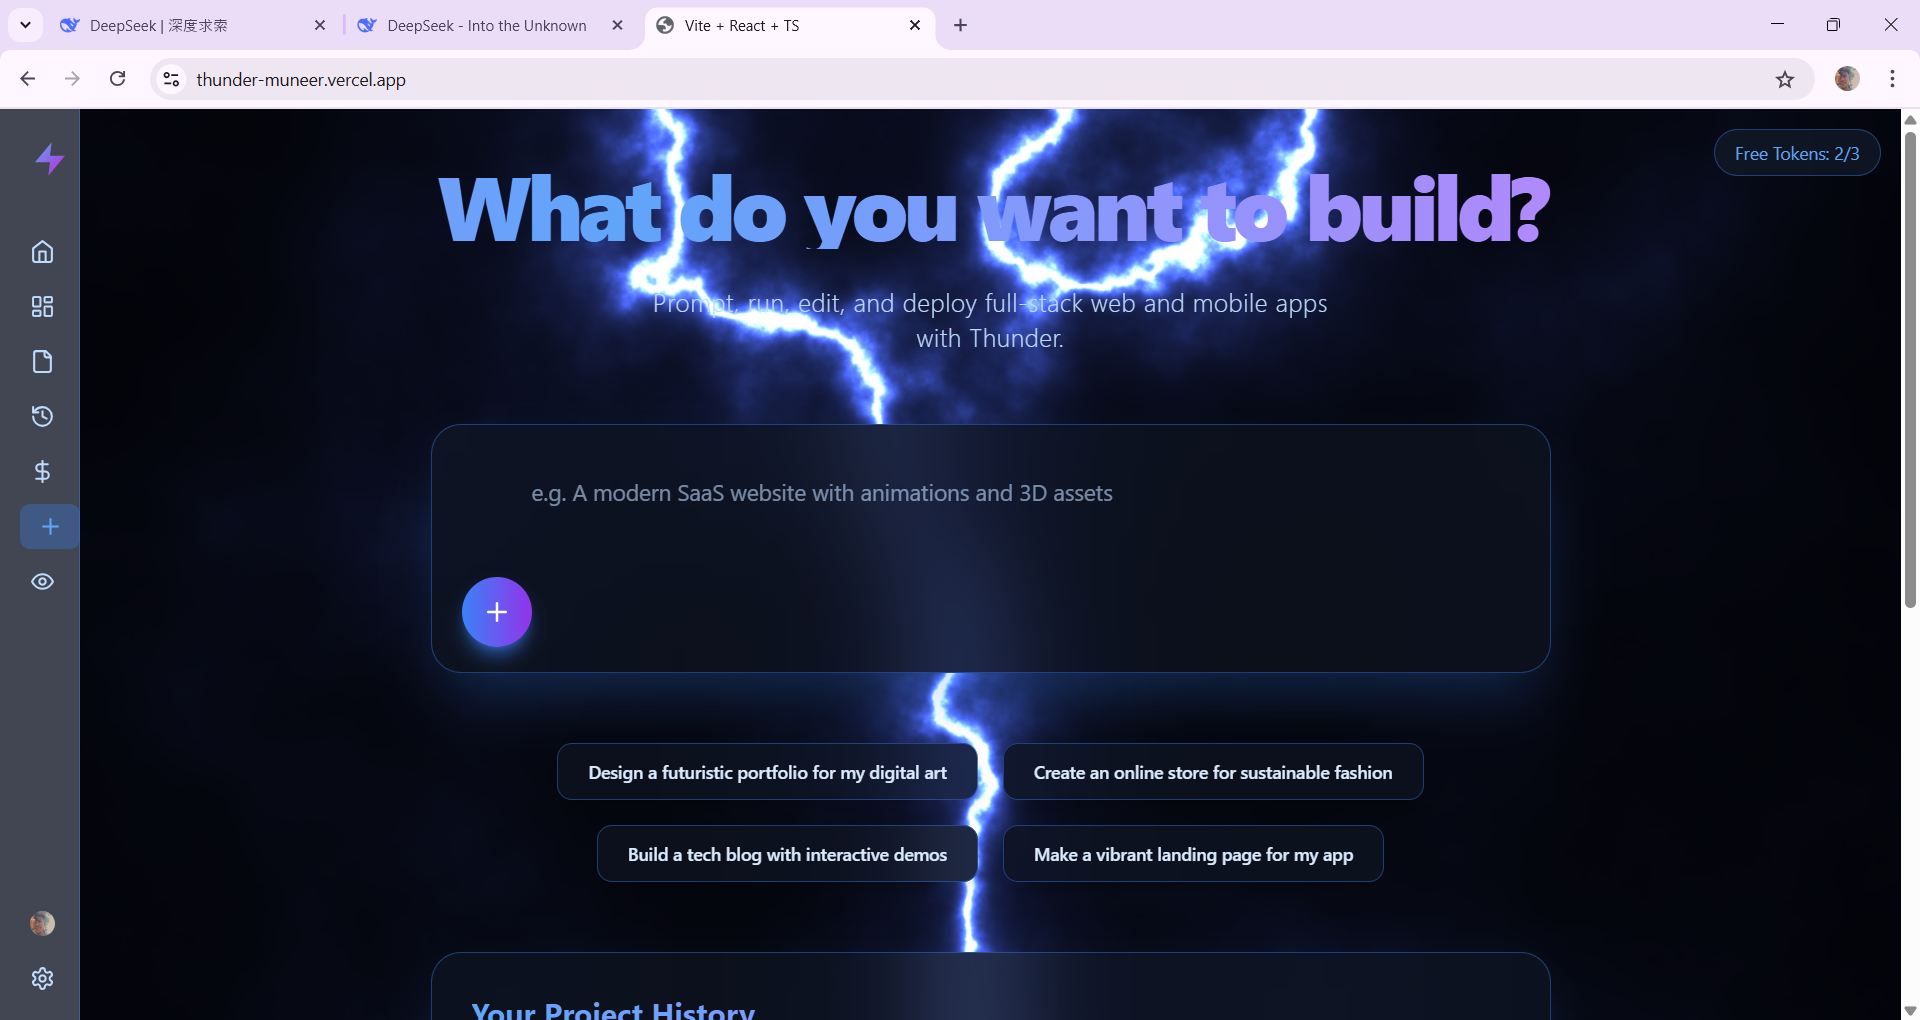 DeepSeek | 深度求索
DeepSeek - Into the Unknown
Vite + React + TS
thunder-muneer.vercel.app
Free Tokens: 2/3
What do you want to build?
Prompt, run, edit, and deploy full-stack web and mobile apps
with Thunder.
e.g. A modern SaaS website with animations and 3D assets
Design a futuristic portfolio for my digital art
Create an online store for sustainable fashion
Build a tech blog with interactive demos
Make a vibrant landing page for my app
Your Project History